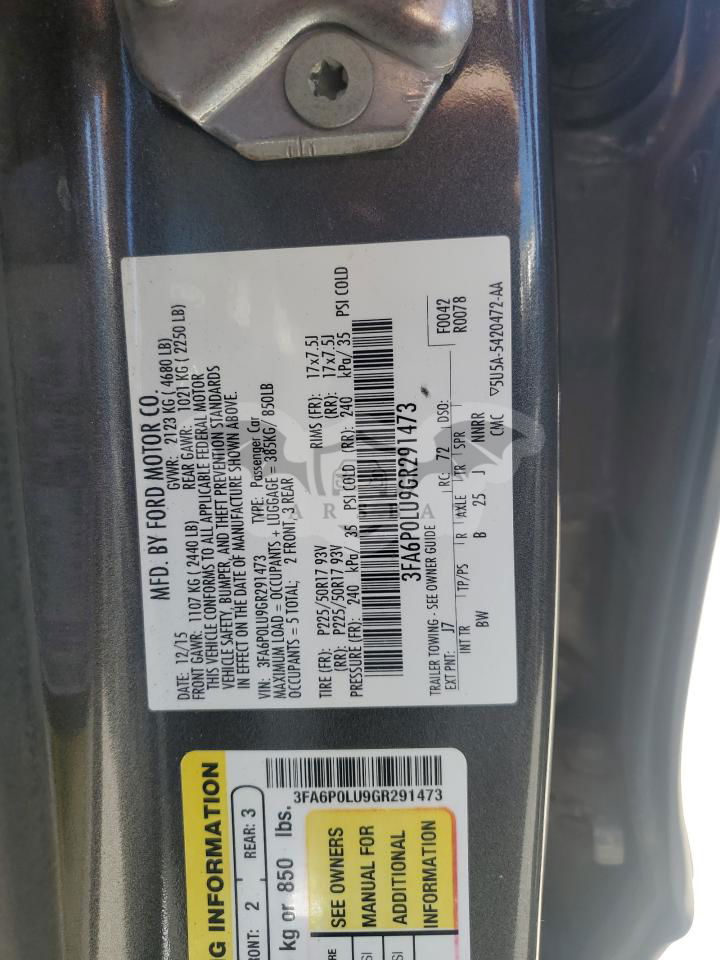 MFD. BY FORD MOTOR CO.
DATE: 12/15 GVWR: 2123 KG ( 4680 LB)
FRONT GAWR: 1107 KG (2440 LB) REAR GAWR: 1021 KG ( 2250 LB)
THIS VEHICLE CONFORMS TO ALL APPLICABLE FEDERAL MOTOR
VEHICLE SAFETY, BUMPER, AND THEFT PREVENTION STANDARDS
IN EFFECT ON THE DATE OF MANUFACTURE SHOWN ABOVE.
VIN: 3FA6P0LU9GR291473 TYPE: Passenger Car
MAXIMUM LOAD = OCCUPANTS + LUGGAGE = 385KG/ 850LB
OCCUPANTS = 5 TOTAL; 2 FRONT, 3 REAR
TIRE (FR): P225/50R17 93V RIMS (FR): 17x7.5J
(RR): P225/50R17 93V (RR): 17x7.5J
PRESSURE (FR): 240 kPa/ 35 PSI COLD (RR): 240 kPa/ 35 PSI COLD
3FA6P0LU9GR291473
TRAILER TOWING - SEE OWNER GUIDE F0042
EXT PNT: J7 RC: 72 DSO: R0078
INT TR TP/PS R AXLE TR SPR
BW B 25 J NNRR
CMC ▽5U5A-5420472-AA
ARENA
3FA6P0LU9GR291473
NG INFORMATION
RONT: 2 REAR: 3
kg or 850 lbs.
RE SEE OWNERS
SI MANUAL FOR
SI ADDITIONAL
INFORMATION